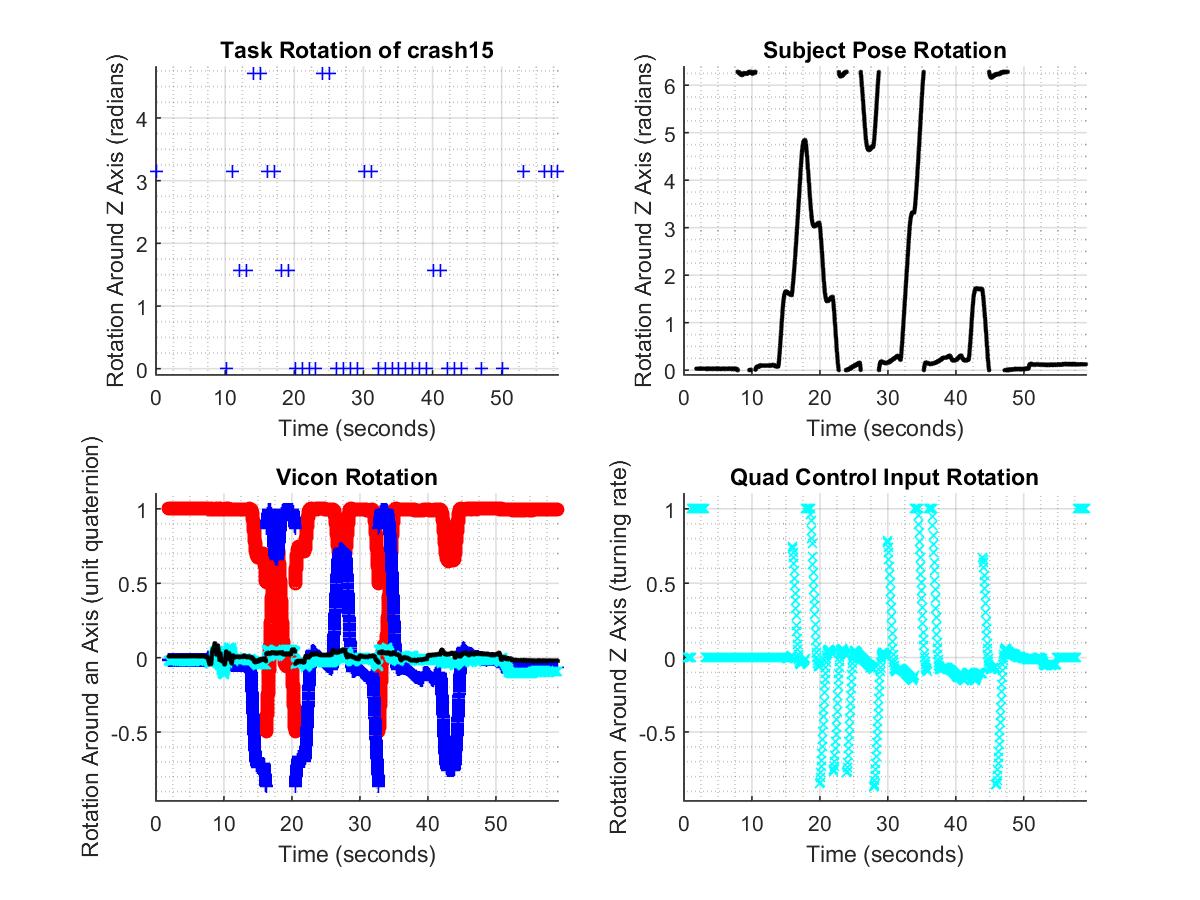 Task Rotation of crash15
Rotation Around Z Axis (radians)
4
3
2
1
0
0 10 20 30 40 50
Time (seconds)
Subject Pose Rotation
Rotation Around Z Axis (radians)
6
5
4
3
2
1
0
0 10 20 30 40 50
Time (seconds)
Vicon Rotation
Rotation Around an Axis (unit quaternion)
1
0.5
0
-0.5
0 10 20 30 40 50
Time (seconds)
Quad Control Input Rotation
Rotation Around Z Axis (turning rate)
1
0.5
0
-0.5
0 10 20 30 40 50
Time (seconds)